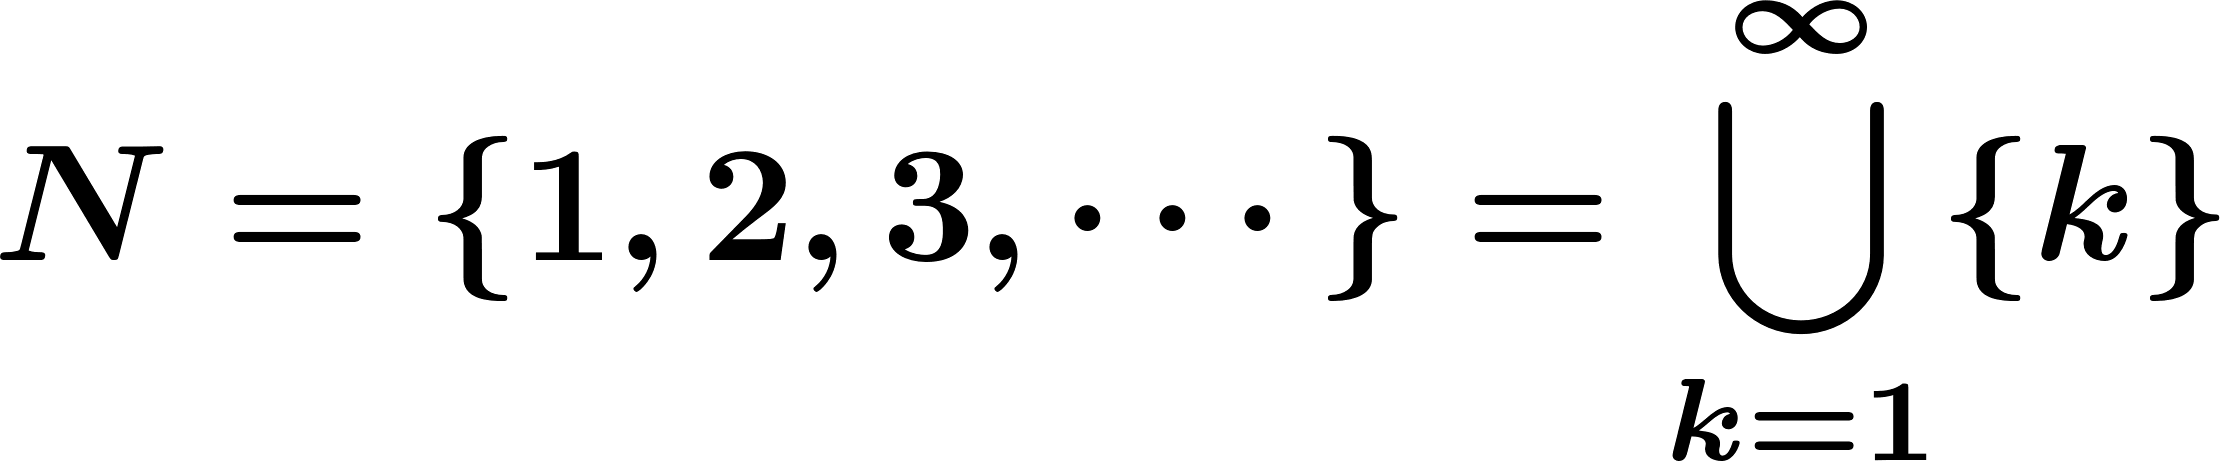 N = {1, 2, 3, ⋯} = ⋃_{k=1}^{∞} {k}